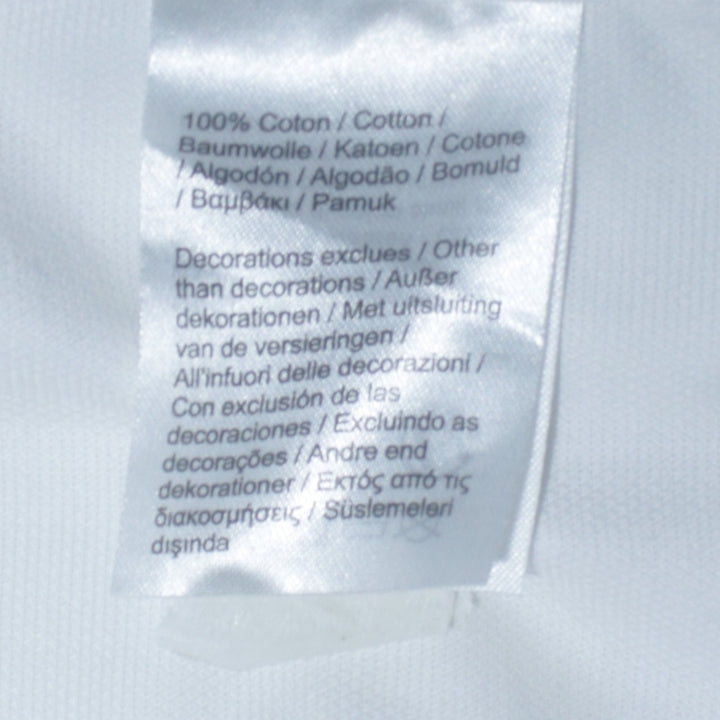 100% Coton / Cotton /
Baumwolle / Katoen / Cotone
/ Algodón / Algodão / Bomuld
/ Βαμβάκι / Pamuk
Decorations exclues / Other
than decorations / Außer
dekorationen / Met uitsluiting
van de versieringen /
All'infuori delle decorazioni /
Con exclusión de las
decoraciones / Excluindo as
decorações / Andre end
dekorationer / Εκτός από τις
διακοσμήσεις / Süslemeleri
dışında